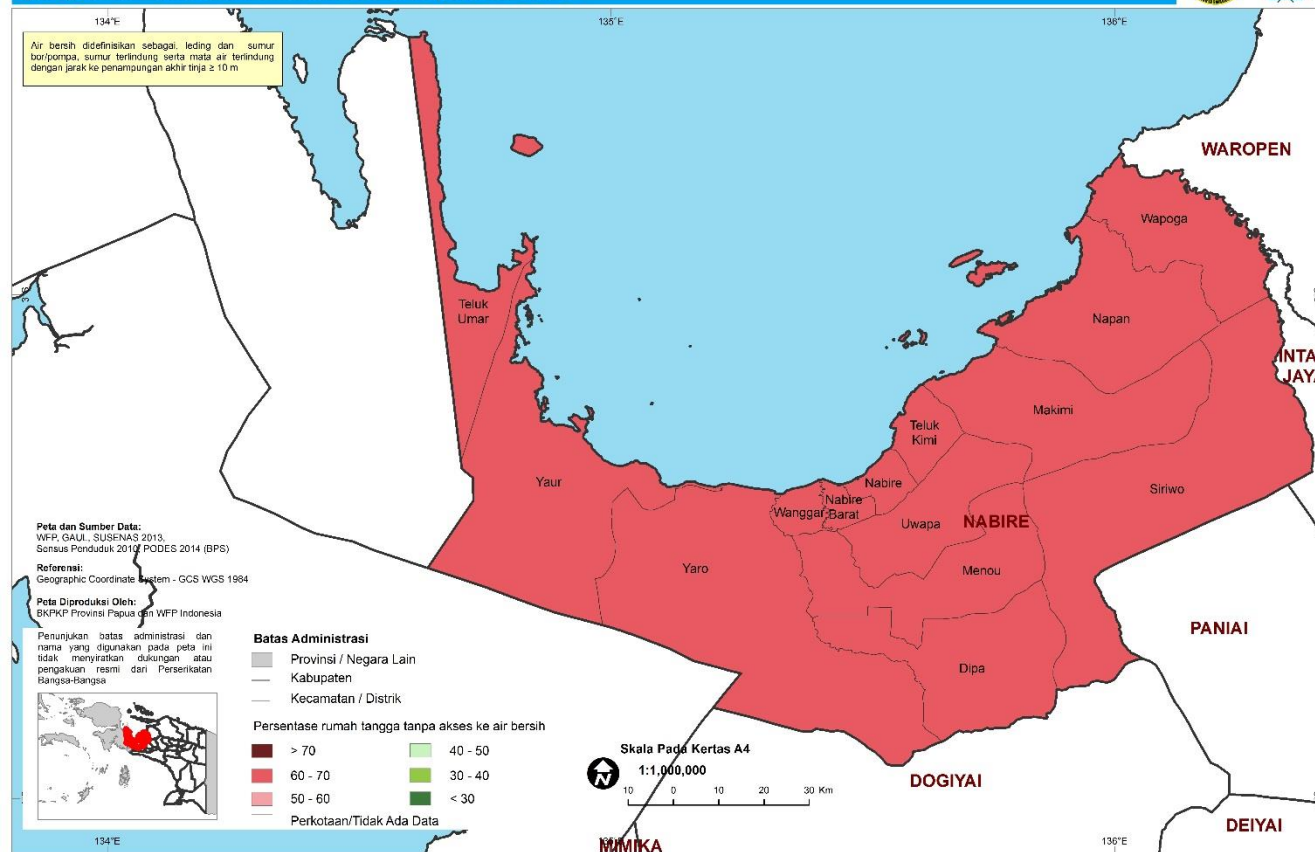 134°E
135°E
136°E
Air bersih didefinisikan sebagai, leding dan sumur
bor/pompa, sumur terlindung serta mata air terlindung
dengan jarak ke penampungan akhir tinja ≥ 10 m
WAROPEN
Wapoga
Teluk
Umar
Napan
INTA
JAYA
Makimi
Teluk
Kimi
Yaur
Nabire
Siriwo
Wanggar
Nabire
Barat
Uwapa
NABIRE
Yaro
Menou
PANIAI
Dipa
Peta dan Sumber Data:
WFP, GAUL, SUSENAS 2013,
Sensus Penduduk 2010, PODES 2014 (BPS)
Referensi:
Geographic Coordinate System - GCS WGS 1984
Peta Diproduksi Oleh:
BKPKP Provinsi Papua dan WFP Indonesia
Penunjukan batas administrasi dan
nama yang digunakan pada peta ini
tidak menyiratkan dukungan atau
pengakuan resmi dari Perserikatan
Bangsa-Bangsa
Batas Administrasi
Provinsi / Negara Lain
Kabupaten
Kecamatan / Distrik
Persentase rumah tangga tanpa akses ke air bersih
> 70
60 - 70
50 - 60
40 - 50
30 - 40
< 30
Perkotaan/Tidak Ada Data
Skala Pada Kertas A4
1:1,000,000
N
10 0 10 20 30 Km
DOGIYAI
DEIYAI
MIMIKA
134°E
136°E